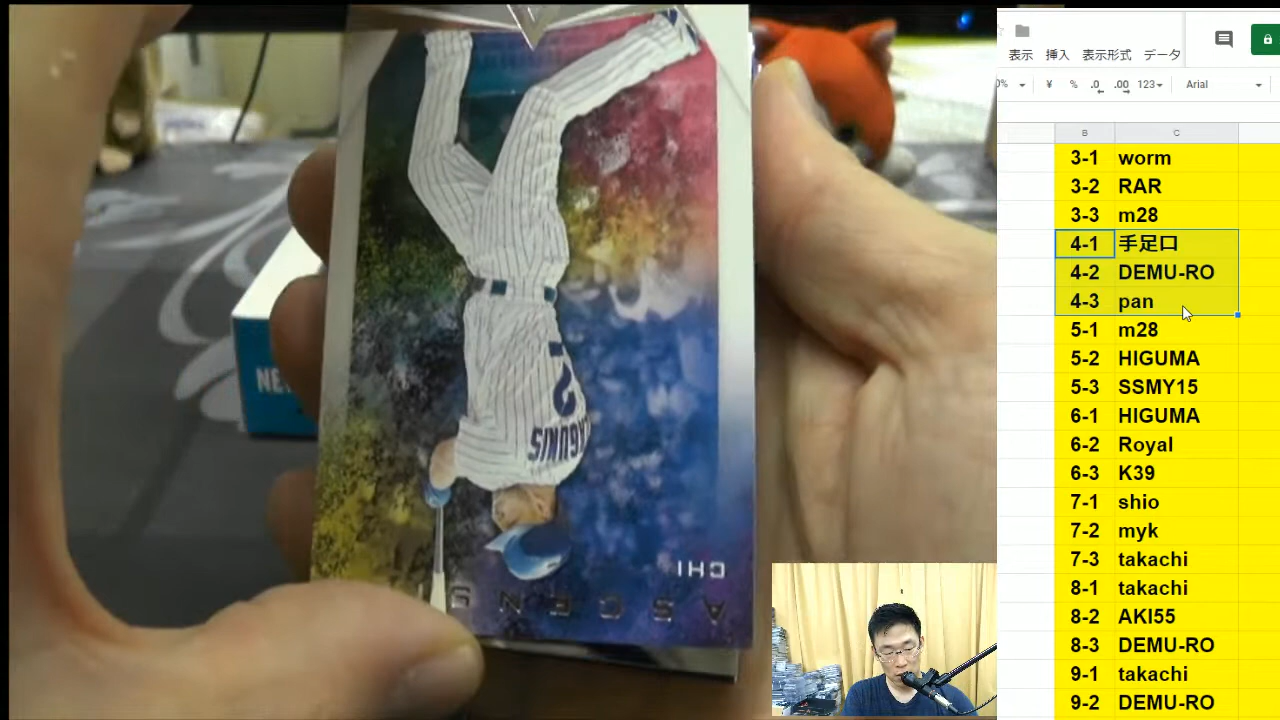 表示 挿入 表示形式 データ
¥ % .0 .00 123 Arial
B C
3-1 worm
3-2 RAR
3-3 m28
4-1 手足口
4-2 DEMU-RO
4-3 pan
5-1 m28
5-2 HIGUMA
5-3 SSMY15
6-1 HIGUMA
6-2 Royal
6-3 K39
7-1 shio
7-2 myk
7-3 takachi
8-1 takachi
8-2 AKI55
8-3 DEMU-RO
9-1 takachi
9-2 DEMU-RO
NE
2
CHI